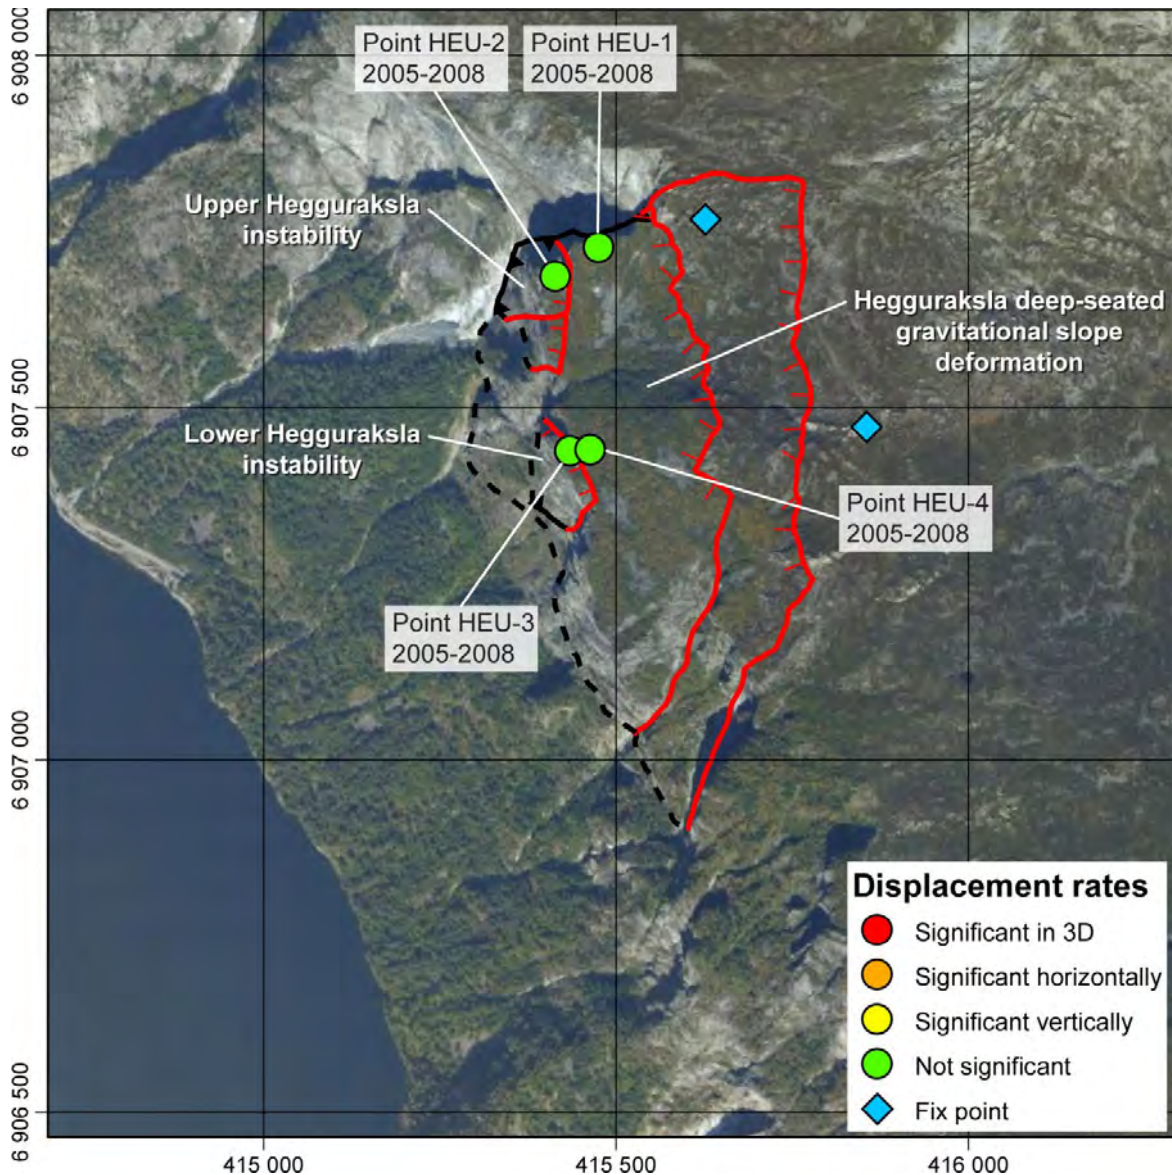 6 908 000
Point HEU-2
2005-2008
Point HEU-1
2005-2008
Upper Hegguraksla
instability
Hegguraksla deep-seated
gravitational slope
deformation
6 907 500
Lower Hegguraksla
instability
Point HEU-4
2005-2008
Point HEU-3
2005-2008
6 907 000
Displacement rates
Significant in 3D
Significant horizontally
Significant vertically
Not significant
Fix point
6 906 500
415 000
415 500
416 000